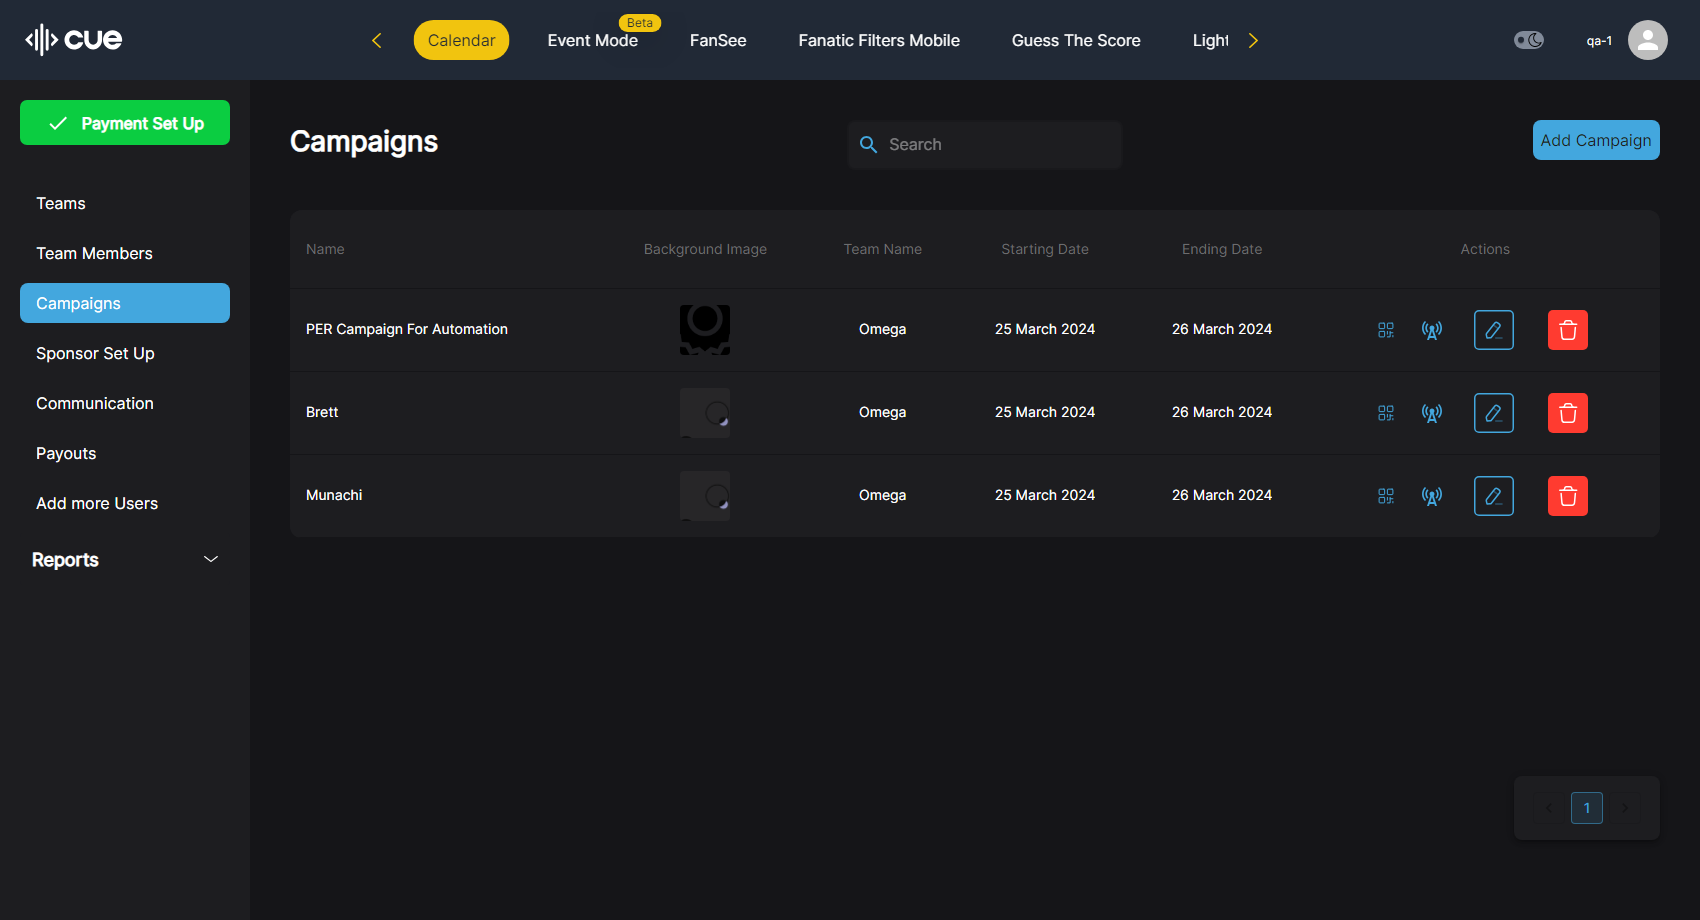 cue
Calendar
Event Mode
Beta
FanSee
Fanatic Filters Mobile
Guess The Score
Light
qa-1
Payment Set Up
Teams
Team Members
Campaigns
Sponsor Set Up
Communication
Payouts
Add more Users
Reports
Campaigns
Search
Add Campaign
Name Background Image Team Name Starting Date Ending Date Actions
PER Campaign For Automation Omega 25 March 2024 26 March 2024
Brett Omega 25 March 2024 26 March 2024
Munachi Omega 25 March 2024 26 March 2024
1